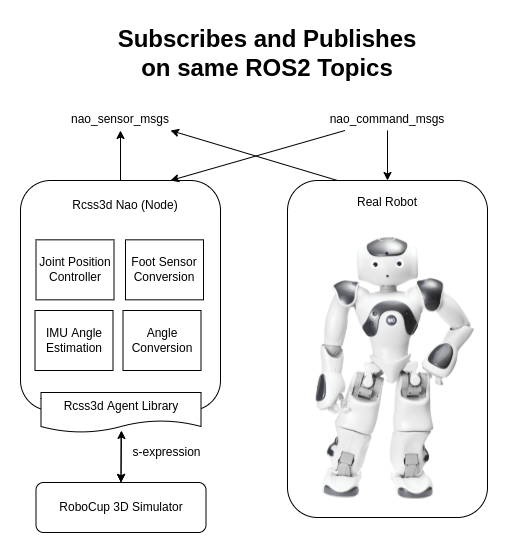 Subscribes and Publishes
on same ROS2 Topics
nao_sensor_msgs
nao_command_msgs
Rcss3d Nao (Node)
Real Robot
Joint Position
Controller
Foot Sensor
Conversion
IMU Angle
Estimation
Angle
Conversion
Rcss3d Agent Library
s-expression
RoboCup 3D Simulator